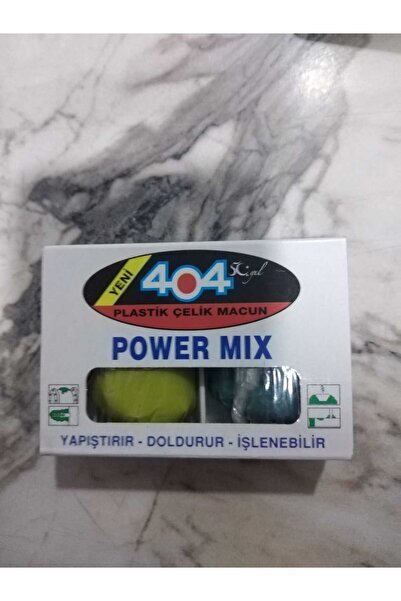 YENİ
404
PLASTİK ÇELİK MACUN
POWER MIX
YAPIŞTIRIR - DOLDURUR - İŞLENEBİLİR